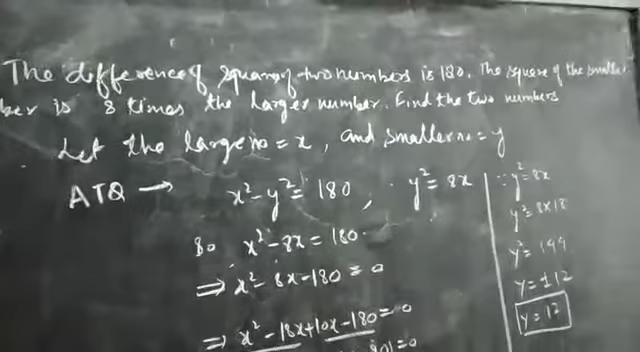 The difference of squares of two numbers is 180. The square of the smaller
ber is 8 times the larger number. Find the two numbers
Let the large no = x, and smaller no = y
ATQ → x² - y² = 180, y² = 8x
So x² - 8x = 180
⇒ x² - 8x - 180 = 0
⇒ x² - 18x + 10x - 180 = 0
= 0
∵ y² = 8x
y² = 8×18
y² = 144
y = ±12
y = 12